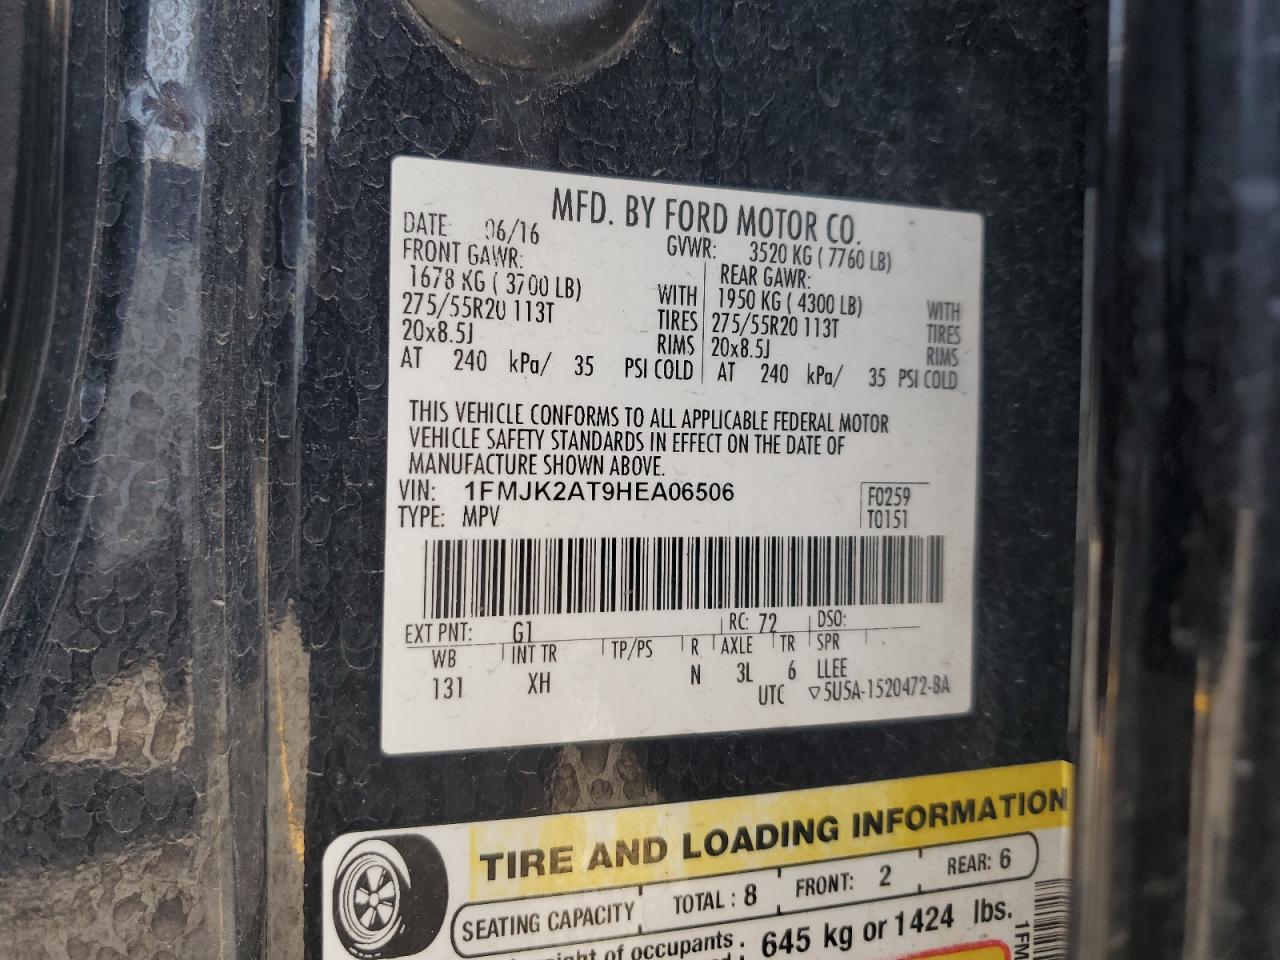 MFD. BY FORD MOTOR CO.
DATE: 06/16 GVWR: 3520 KG ( 7760 LB)
FRONT GAWR: REAR GAWR:
1678 KG ( 3700 LB) WITH 1950 KG ( 4300 LB) WITH
275/55R20 113T TIRES 275/55R20 113T TIRES
20x8.5J RIMS 20x8.5J RIMS
AT 240 kPa/ 35 PSI COLD AT 240 kPa/ 35 PSI COLD
THIS VEHICLE CONFORMS TO ALL APPLICABLE FEDERAL MOTOR
VEHICLE SAFETY STANDARDS IN EFFECT ON THE DATE OF
MANUFACTURE SHOWN ABOVE.
VIN: 1FMJK2AT9HEA06506 F0259
TYPE: MPV T0151
EXT PNT: G1 RC: 72 DSO:
WB INT TR TP/PS R AXLE TR SPR
131 XH N 3L 6 LLEE
UTC ▽5U5A-1520472-BA
TIRE AND LOADING INFORMATION
SEATING CAPACITY TOTAL : 8 FRONT: 2 REAR: 6
of occupants 645 kg or 1424 lbs.
1FM